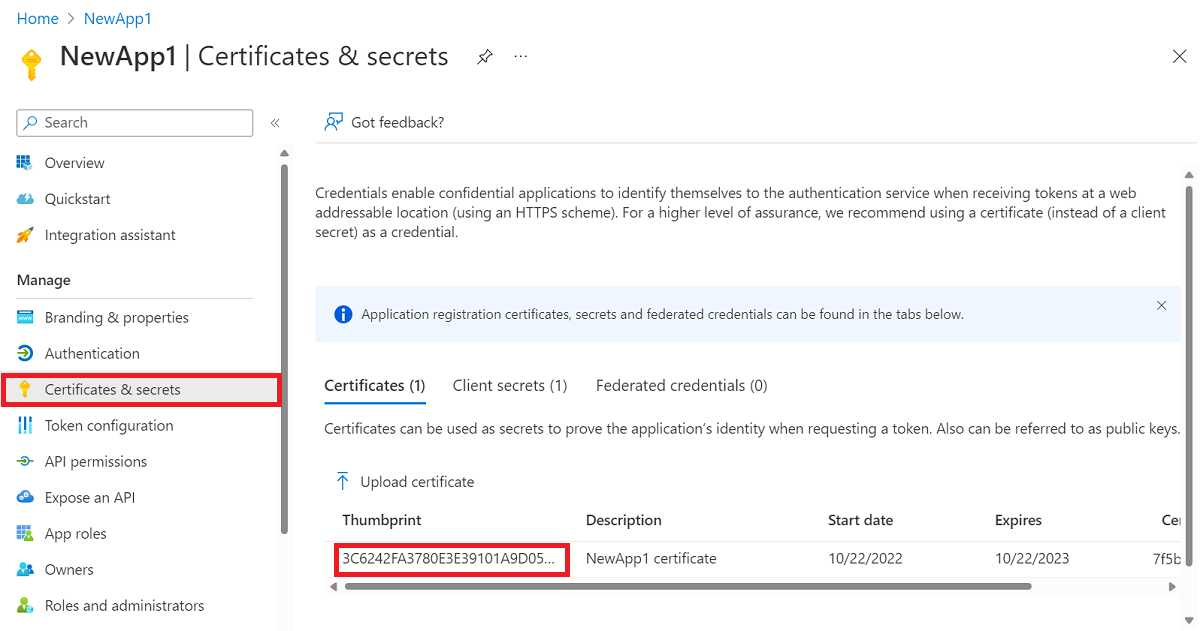 Home > NewApp1
NewApp1 | Certificates & secrets
...
Search
«
Overview
Quickstart
Integration assistant
Manage
Branding & properties
Authentication
Certificates & secrets
Token configuration
API permissions
Expose an API
App roles
Owners
Roles and administrators
Got feedback?
Credentials enable confidential applications to identify themselves to the authentication service when receiving tokens at a web
addressable location (using an HTTPS scheme). For a higher level of assurance, we recommend using a certificate (instead of a client
secret) as a credential.
Application registration certificates, secrets and federated credentials can be found in the tabs below.
Certificates (1) Client secrets (1) Federated credentials (0)
Certificates can be used as secrets to prove the application’s identity when requesting a token. Also can be referred to as public keys.
Upload certificate
Thumbprint Description Start date Expires Cer
3C6242FA3780E3E39101A9D05... NewApp1 certificate 10/22/2022 10/22/2023 7f5b